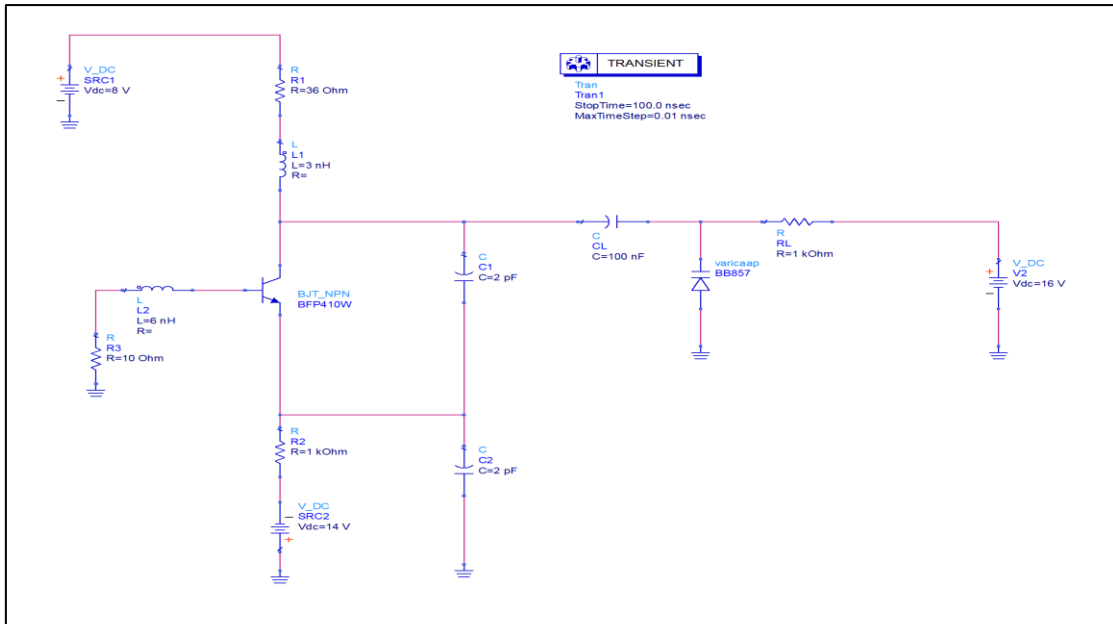 V_DC
SRC1
Vdc=8 V
+
−
R
R1
R=36 Ohm
TRANSIENT
Tran
Tran1
StopTime=100.0 nsec
MaxTimeStep=0.01 nsec
L
L1
L=3 nH
R=
C
CL
C=100 nF
R
RL
R=1 kOhm
C
C1
C=2 pF
varicaap
BB857
V_DC
V2
Vdc=16 V
+
−
BJT_NPN
BFP410W
L
L2
L=6 nH
R=
R
R3
R=10 Ohm
R
R2
R=1 kOhm
C
C2
C=2 pF
V_DC
SRC2
Vdc=14 V
−
+